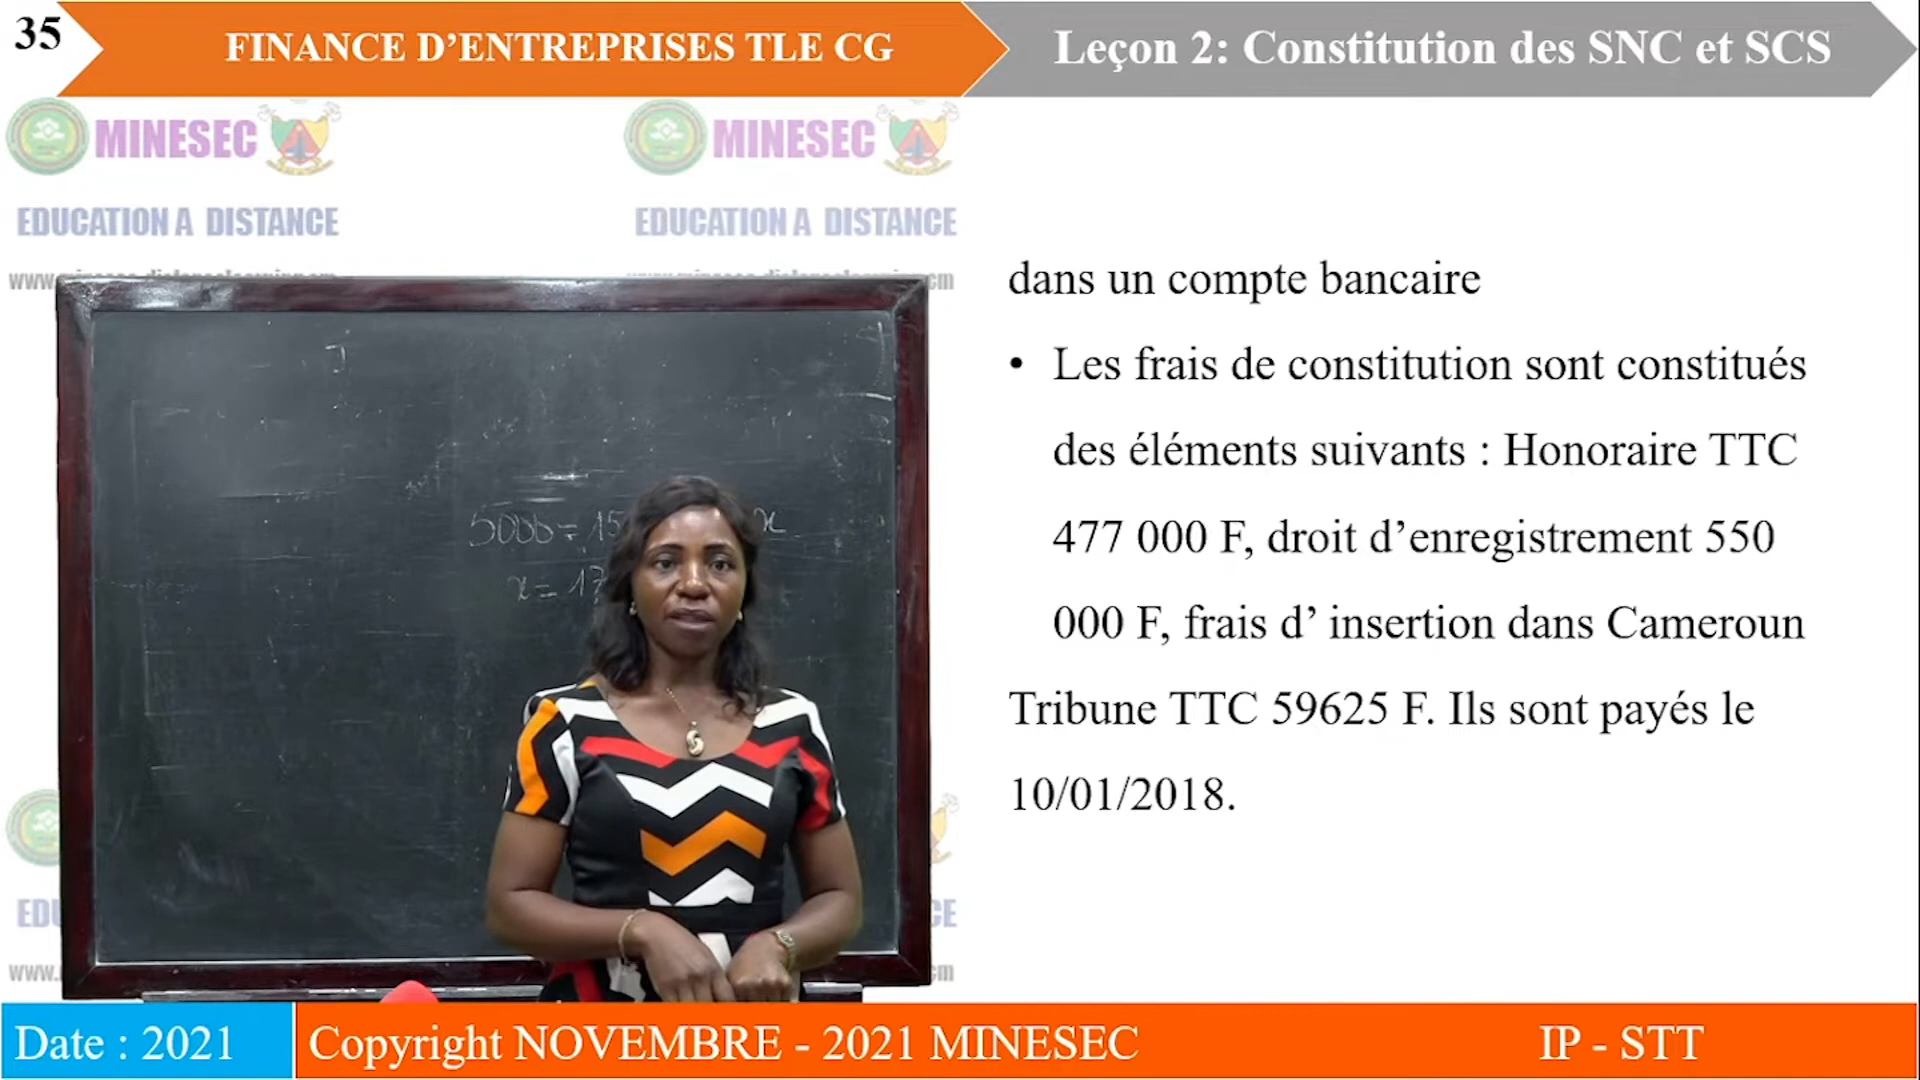 35
FINANCE D’ENTREPRISES TLE CG
Leçon 2: Constitution des SNC et SCS
MINESEC
MINESEC
EDUCATION A DISTANCE
EDUCATION A DISTANCE
dans un compte bancaire
• Les frais de constitution sont constitués
des éléments suivants : Honoraire TTC
477 000 F, droit d’enregistrement 550
000 F, frais d’ insertion dans Cameroun
Tribune TTC 59625 F. Ils sont payés le
10/01/2018.
Date : 2021
Copyright NOVEMBRE - 2021 MINESEC
IP - STT